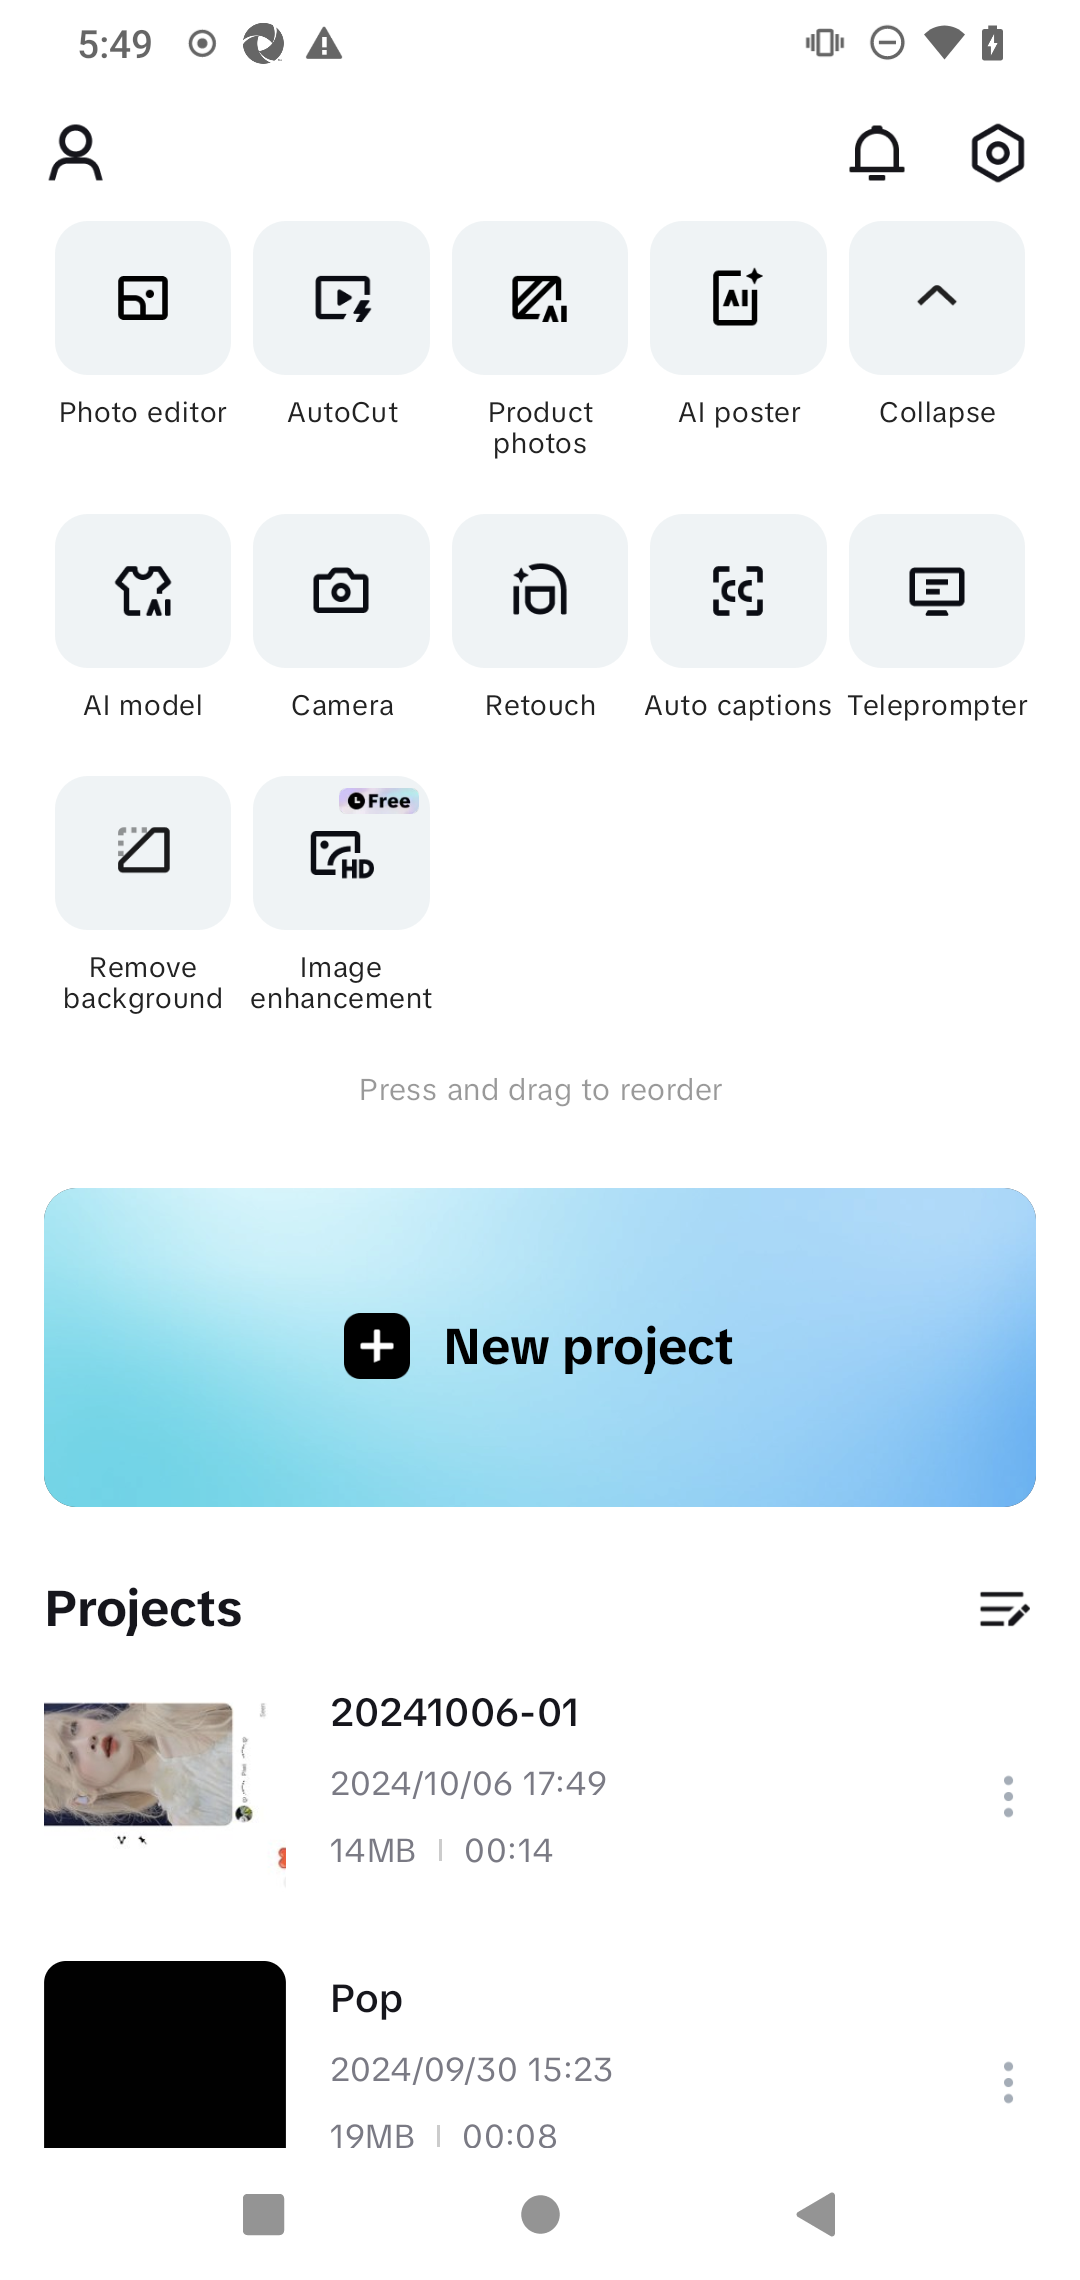 5:49
Photo editor
AutoCut
Product
photos
AI poster
Collapse
AI model
Camera
Retouch
Auto captions
Teleprompter
Remove
background
Free
Image
enhancement
Press and drag to reorder
New project
Projects
20241006-01
2024/10/06 17:49
14MB 00:14
Pop
2024/09/30 15:23
19MB 00:08